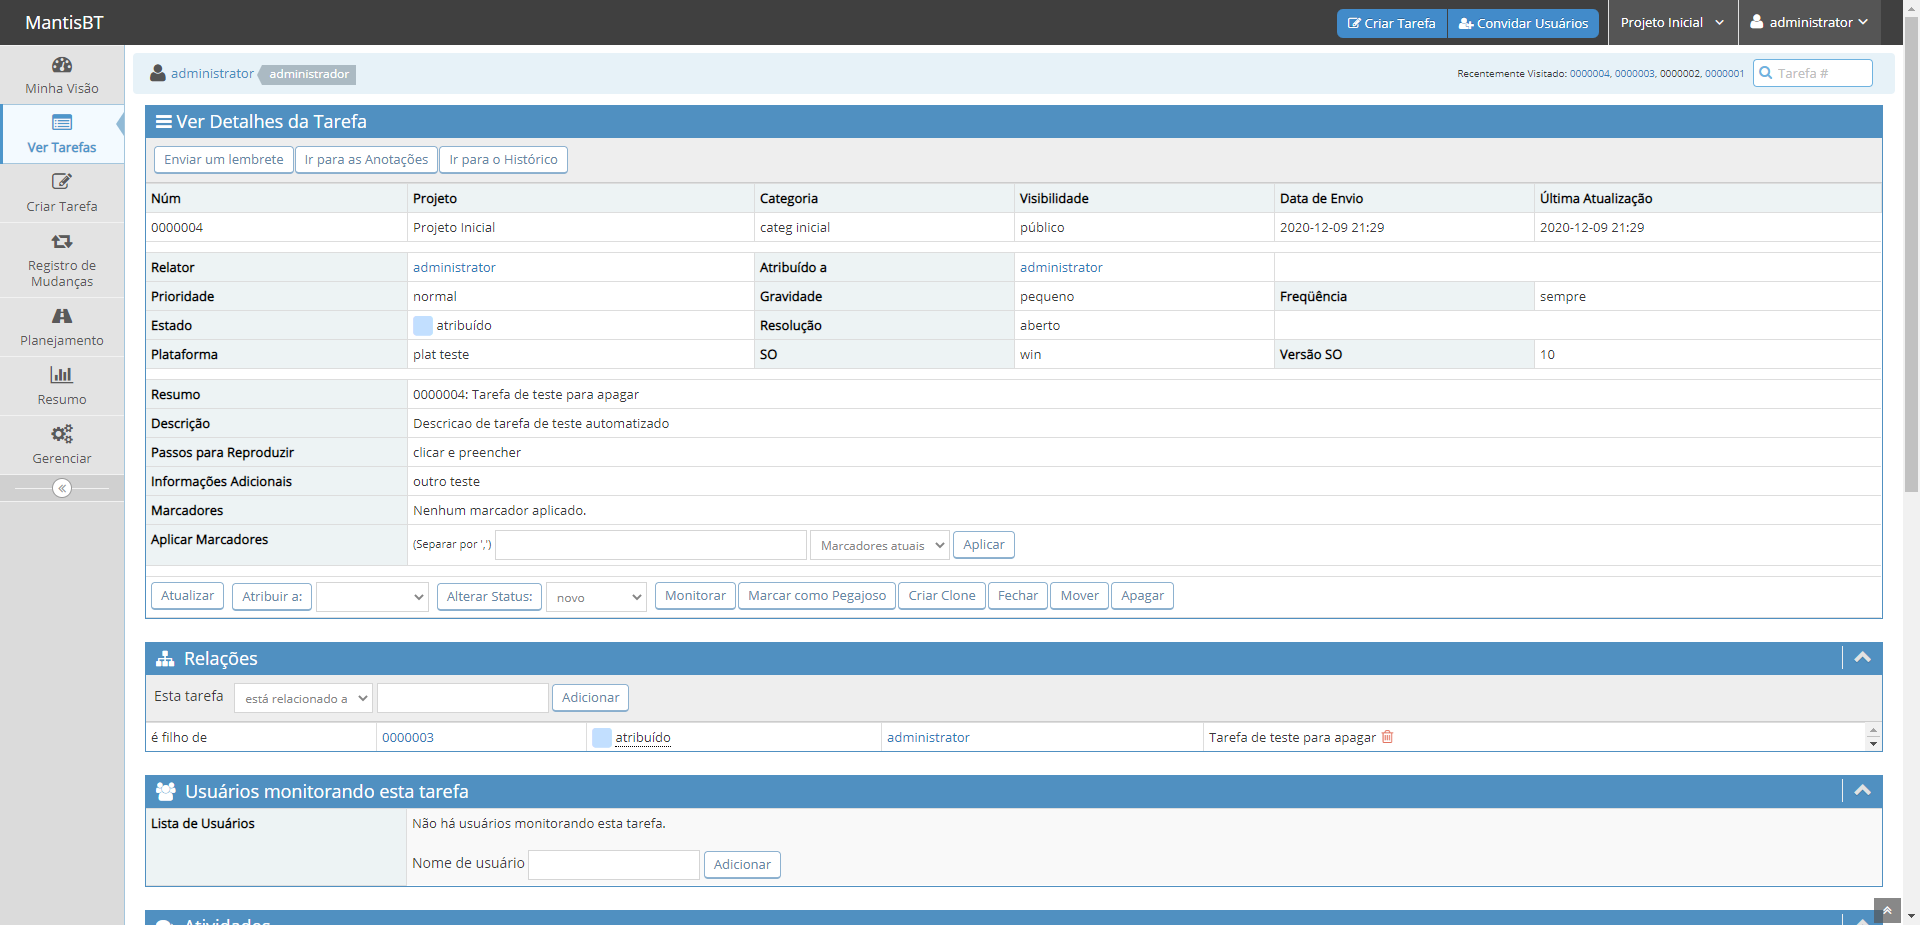 MantisBT
Criar Tarefa
Convidar Usuários
Projeto Inicial
administrator
Minha Visão
Ver Tarefas
Criar Tarefa
Registro de
Mudanças
Planejamento
Resumo
Gerenciar
administrator administrador
Recentemente Visitado: 0000004, 0000003, 0000002, 0000001
Tarefa #
Ver Detalhes da Tarefa
Enviar um lembrete Ir para as Anotações Ir para o Histórico
Núm Projeto Categoria Visibilidade Data de Envio Última Atualização
0000004 Projeto Inicial categ inicial público 2020-12-09 21:29 2020-12-09 21:29
Relator administrator Atribuído a administrator
Prioridade normal Gravidade pequeno Freqüência sempre
Estado atribuído Resolução aberto
Plataforma plat teste SO win Versão SO 10
Resumo 0000004: Tarefa de teste para apagar
Descrição Descricao de tarefa de teste automatizado
Passos para Reproduzir clicar e preencher
Informações Adicionais outro teste
Marcadores Nenhum marcador aplicado.
Aplicar Marcadores (Separar por ',') Marcadores atuais Aplicar
Atualizar Atribuir a: Alterar Status: novo Monitorar Marcar como Pegajoso Criar Clone Fechar Mover Apagar
Relações
Esta tarefa está relacionado a Adicionar
é filho de 0000003 atribuído administrator Tarefa de teste para apagar
Usuários monitorando esta tarefa
Lista de Usuários Não há usuários monitorando esta tarefa.
Nome de usuário Adicionar
Atividades